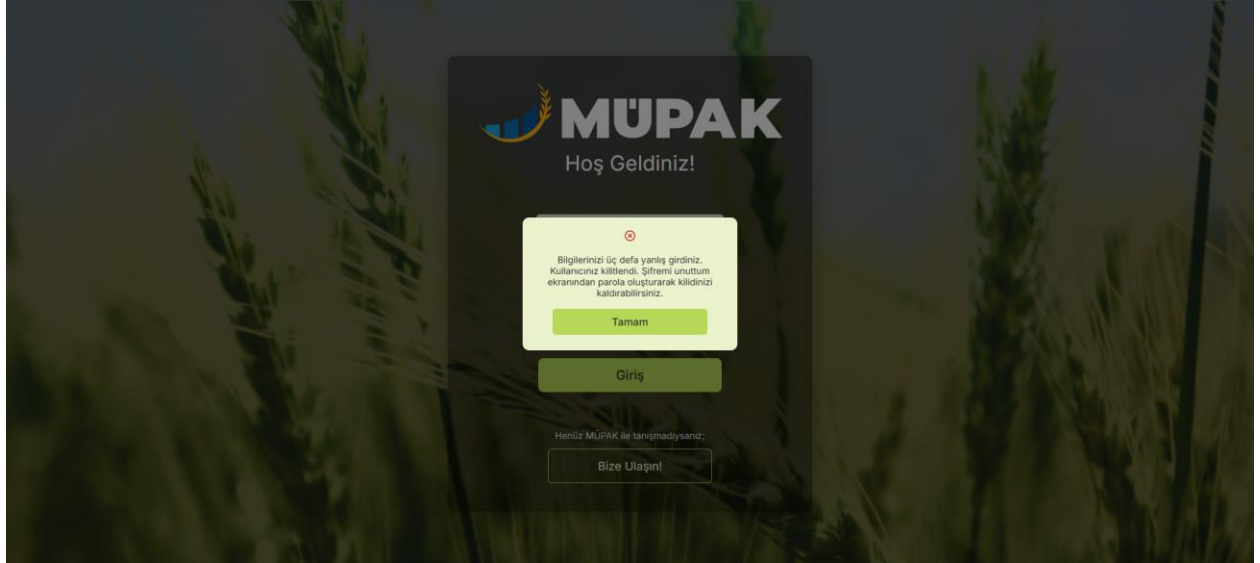 MÜPAK
Hoş Geldiniz!
Bilgilerinizi üç defa yanlış girdiniz.
Kullanıcınız kilitlendi. Şifremi unuttum
ekranından parola oluşturarak kilidinizi
kaldırabilirsiniz.
Tamam
Giriş
Henüz MÜPAK ile tanışmadıysanız;
Bize Ulaşın!